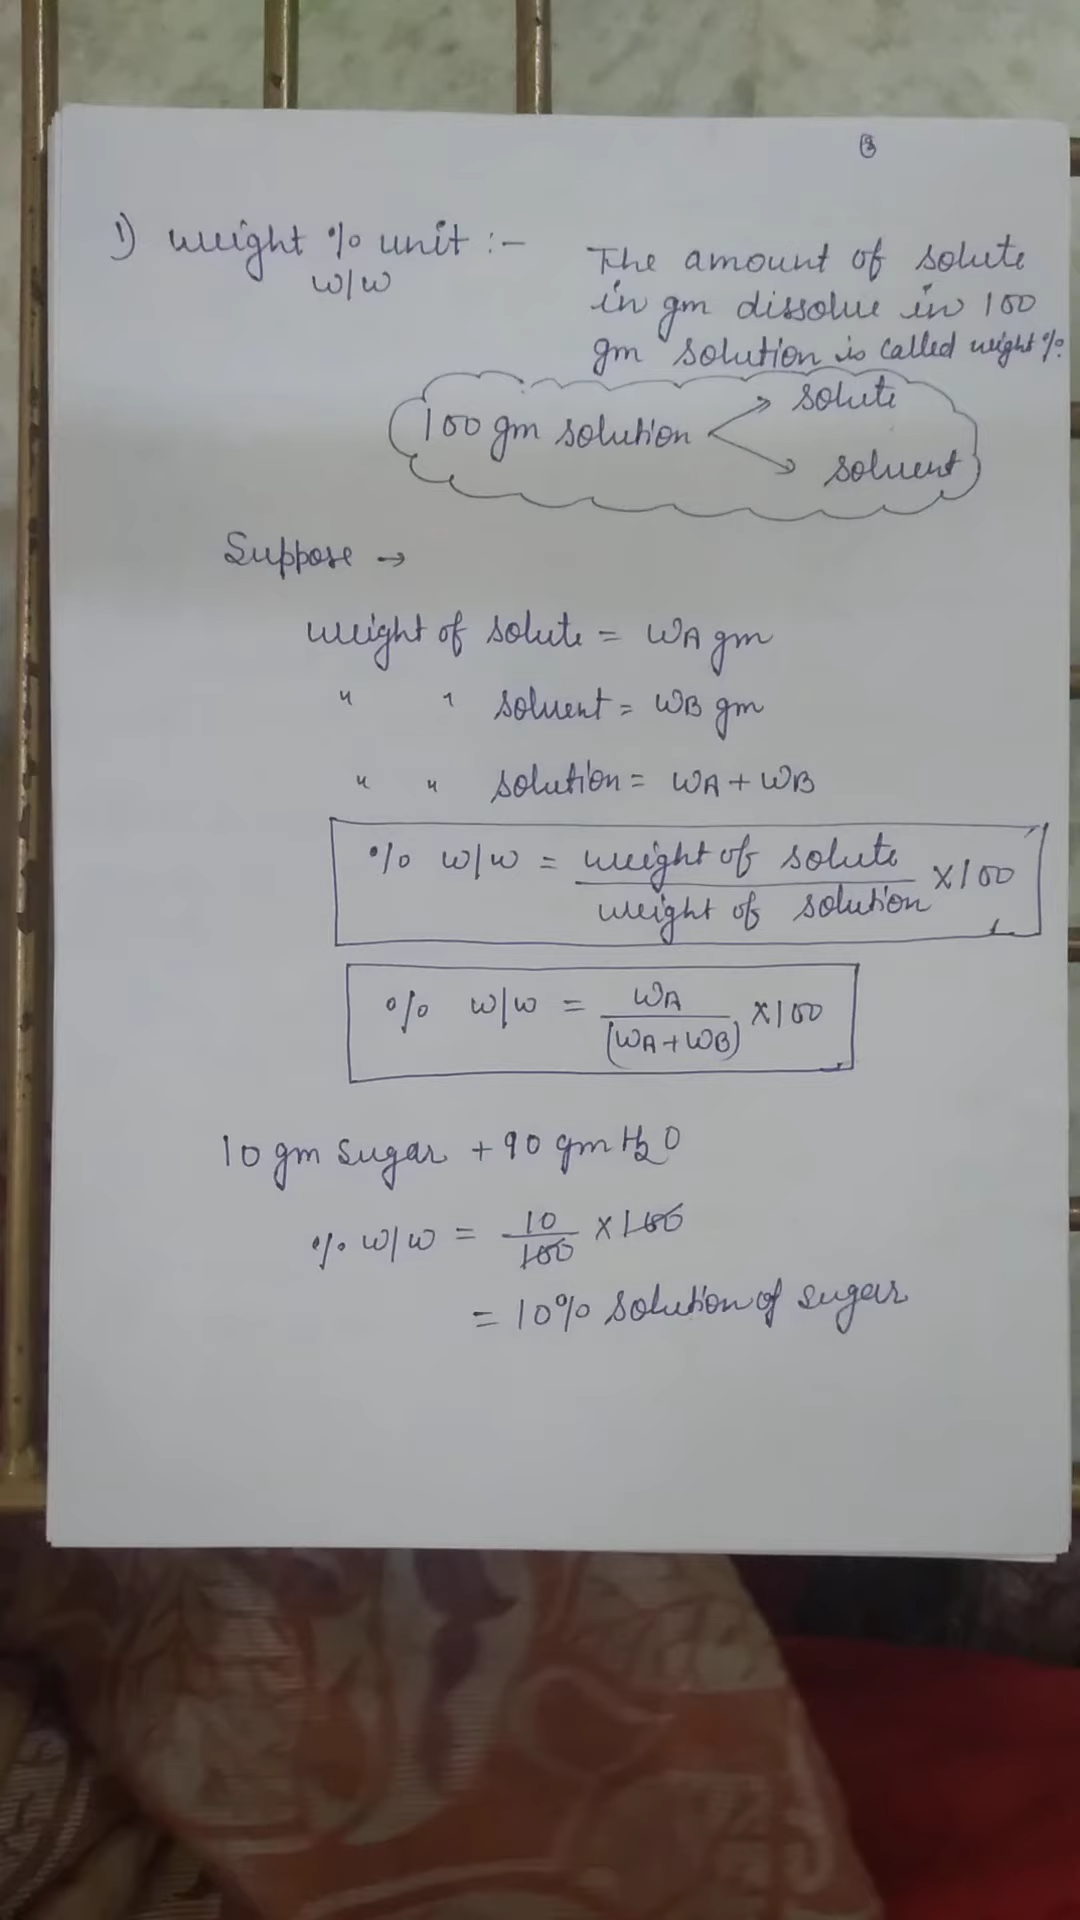 ③
1) weight % unit :-
w/w
The amount of solute
in gm dissolve in 100
gm solution is called weight %.
100 gm solution
solute
solvent
Suppose →
weight of solute = WA gm
" " solvent = WB gm
" " solution = WA + WB
% w/w = weight of solute / weight of solution × 100
% w/w = WA / (WA + WB) × 100
10 gm sugar + 90 gm H2O
% w/w = 10/100 × 100
= 10% solution of sugar